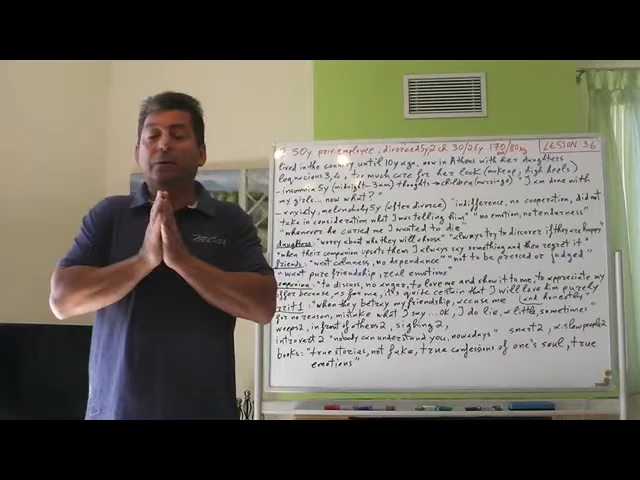 50y priv. employee, divorced 5y, 2 ch 30/26y 170/80kg LESSON 36
lived in the country until 10y age, now in Athens with her daughters
loquacious 3,4, too much care for her look (makeup, high heels)
- insomnia 5y (midnight-3am) thoughts → children (marriage) "I am done with
my girls.. now what?"
- anxiety, melancholy 5y (after divorce) "indifference, no cooperation, did not
take in consideration what I was telling him" "no emotion, no tenderness"
"whenever he caried me I wanted to die"
daughters: "worry about who they will choose" "always try to discover if they are happy"
"when their companion upsets them I always say something and then regret it"
friends: "want calmness, no dependance" "not to be pressed or judged"
"want pure friendship, real emotions"
companion: "to discuss, no anger, to love me and show it to me, to appreciate my
offer because, as for me, it's quite certain that I will love him purely
irrit 1: "when they betray my friendship, accuse me and honestly"
for no reason, mistake what I say... OK, I do lie, a little, sometimes
weeps 2, in front of others 2, sighing 2,
introvert 2 "nobody can understand you, nowadays" smart 2, a. slow people 2
books: "true stories, not fake, true confessions of one's soul, true
emotions"